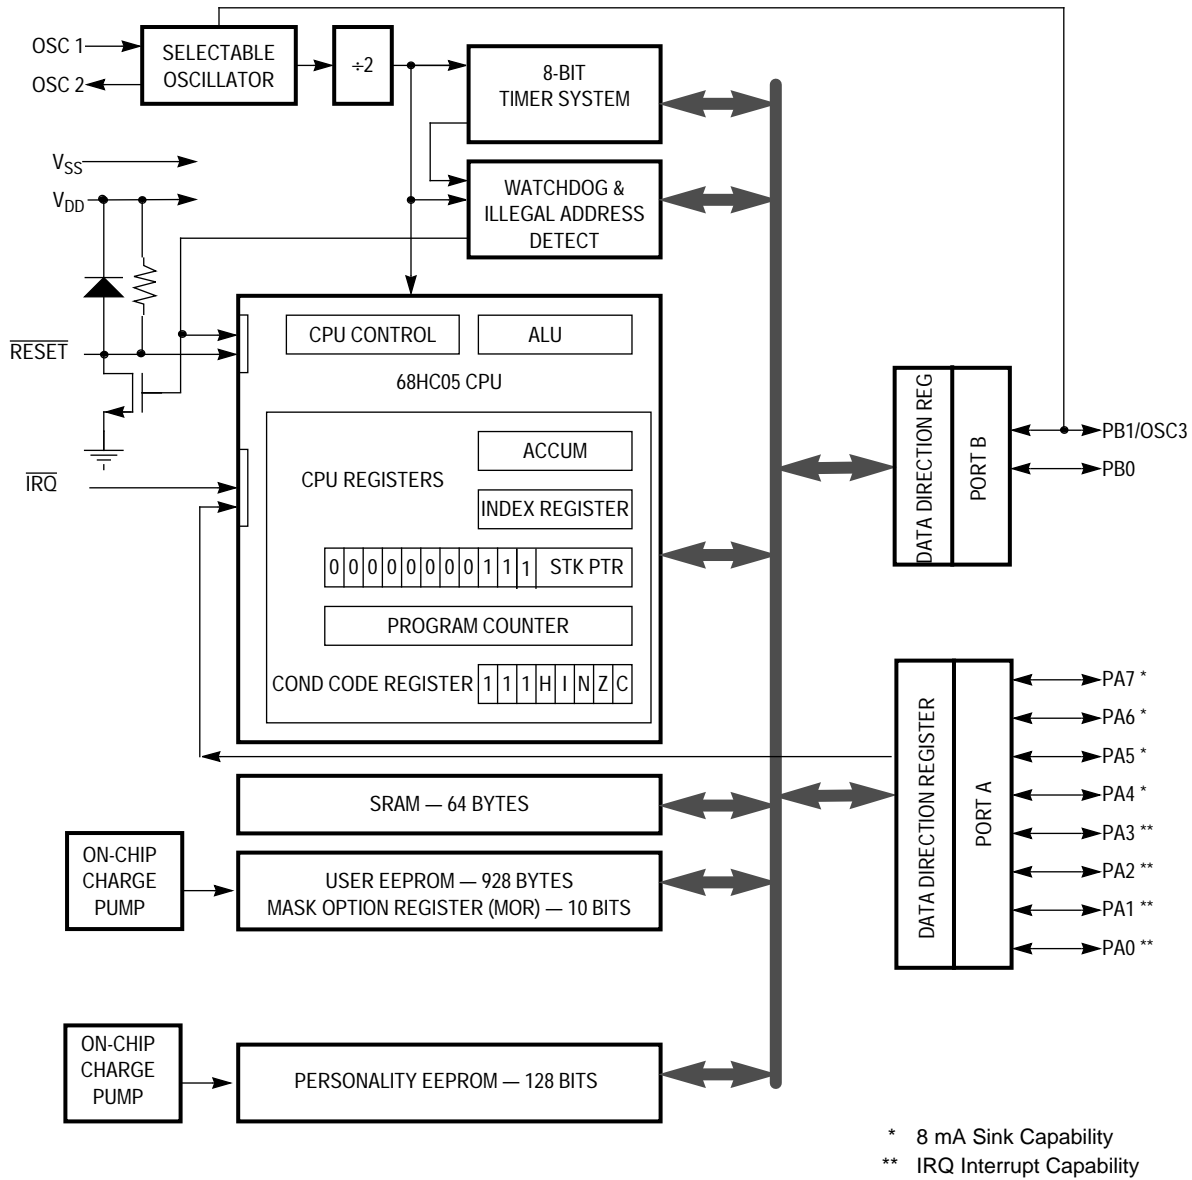 OSC 1
OSC 2
SELECTABLE
OSCILLATOR
÷2
8-BIT
TIMER SYSTEM
VSS
VDD
WATCHDOG &
ILLEGAL ADDRESS
DETECT
RESET
IRQ
CPU CONTROL
ALU
68HC05 CPU
CPU REGISTERS
ACCUM
INDEX REGISTER
0 0 0 0 0 0 0 0 1 1 1 STK PTR
PROGRAM COUNTER
COND CODE REGISTER 1 1 1 H I N Z C
DATA DIRECTION REG
PORT B
PB1/OSC3
PB0
DATA DIRECTION REGISTER
PORT A
PA7 *
PA6 *
PA5 *
PA4 *
PA3 **
PA2 **
PA1 **
PA0 **
SRAM — 64 BYTES
ON-CHIP
CHARGE
PUMP
USER EEPROM — 928 BYTES
MASK OPTION REGISTER (MOR) — 10 BITS
ON-CHIP
CHARGE
PUMP
PERSONALITY EEPROM — 128 BITS
* 8 mA Sink Capability
** IRQ Interrupt Capability